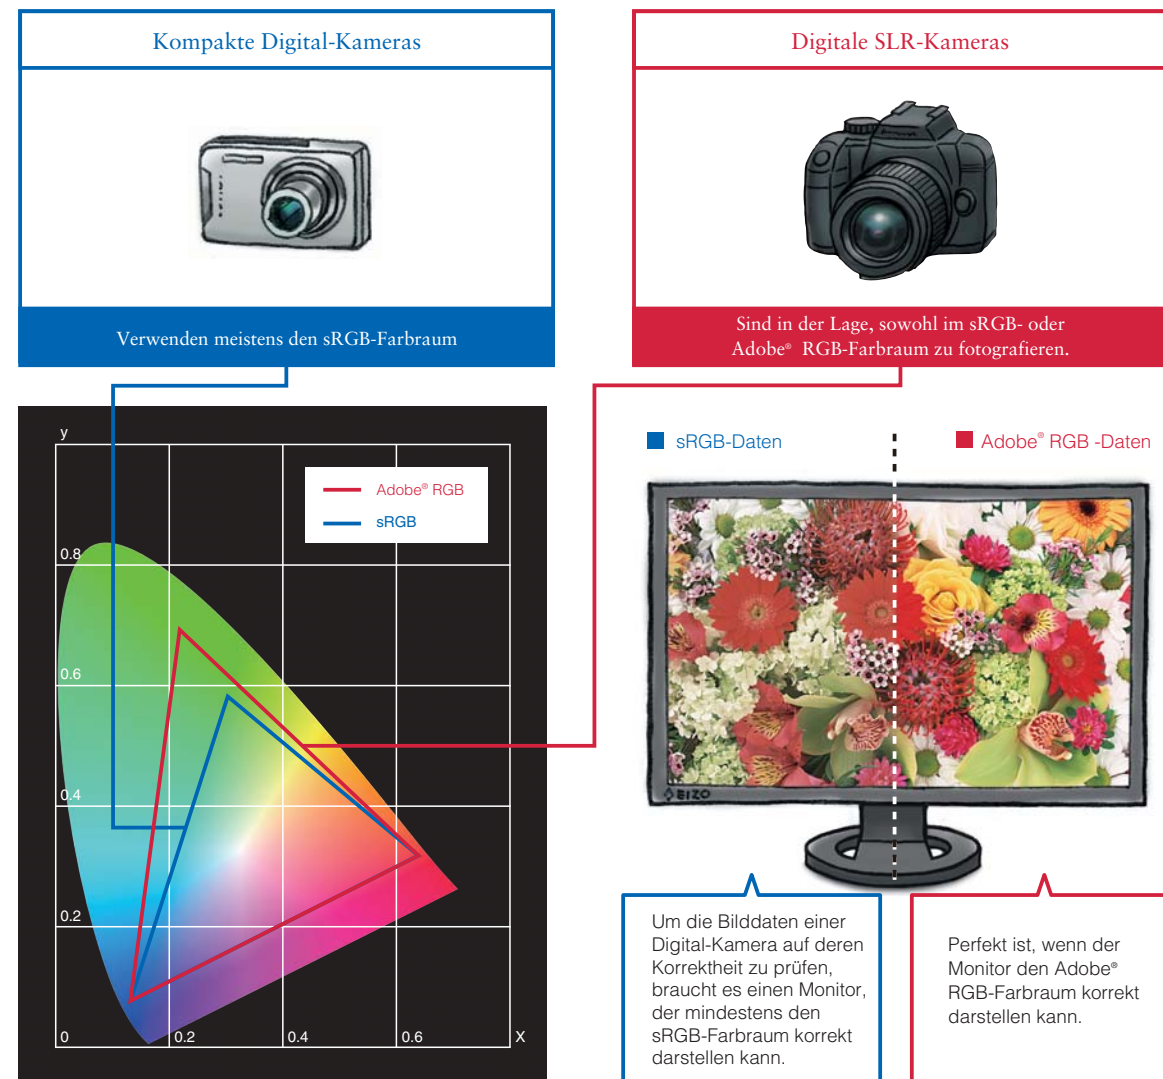 Kompakte Digital-Kameras
Verwenden meistens den sRGB-Farbraum
Digitale SLR-Kameras
Sind in der Lage, sowohl im sRGB- oder
Adobe® RGB-Farbraum zu fotografieren.
y
Adobe® RGB
sRGB
0.8
0.6
0.4
0.2
0
0.2
0.4
0.6
X
sRGB-Daten
Adobe® RGB -Daten
EIZO
Um die Bilddaten einer
Digital-Kamera auf deren
Korrektheit zu prüfen,
braucht es einen Monitor,
der mindestens den
sRGB-Farbraum korrekt
darstellen kann.
Perfekt ist, wenn der
Monitor den Adobe®
RGB-Farbraum korrekt
darstellen kann.